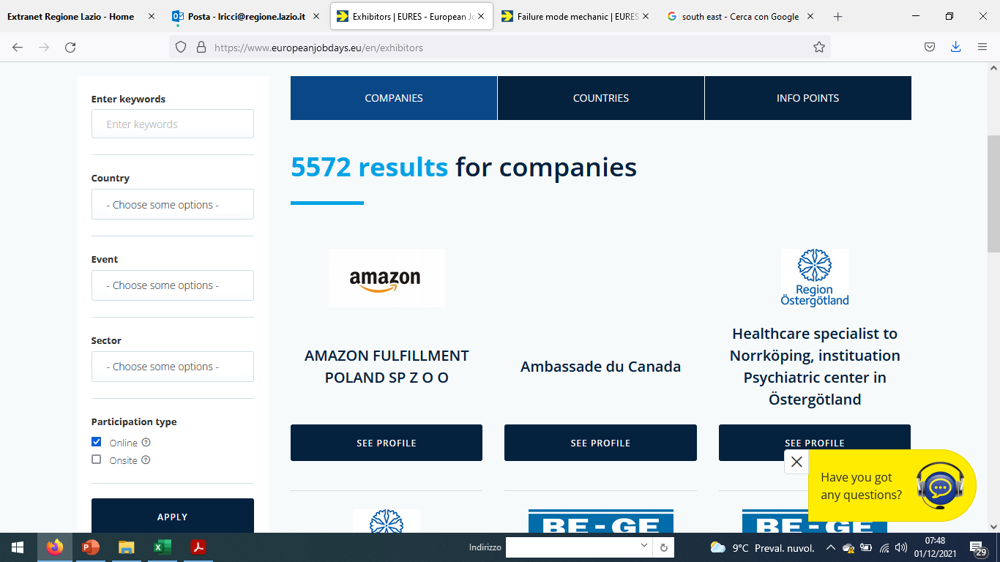 Extranet Regione Lazio - Home
Posta - lricci@regione.lazio.it
Exhibitors | EURES - European Jo
Failure mode mechanic | EURES
south east - Cerca con Google
https://www.europeanjobdays.eu/en/exhibitors
Enter keywords
Enter keywords
Country
- Choose some options -
Event
- Choose some options -
Sector
- Choose some options -
Participation type
Online
Onsite
APPLY
COMPANIES
COUNTRIES
INFO POINTS
5572 results for companies
amazon
AMAZON FULFILLMENT
POLAND SP Z O O
SEE PROFILE
Ambassade du Canada
SEE PROFILE
Region
Östergötland
Healthcare specialist to
Norrköping, instituation
Psychiatric center in
Östergötland
SEE PROFILE
BE-GE
BE-GE
Have you got
any questions?
Indirizzo
9°C Preval. nuvol.
07:48
01/12/2021
29